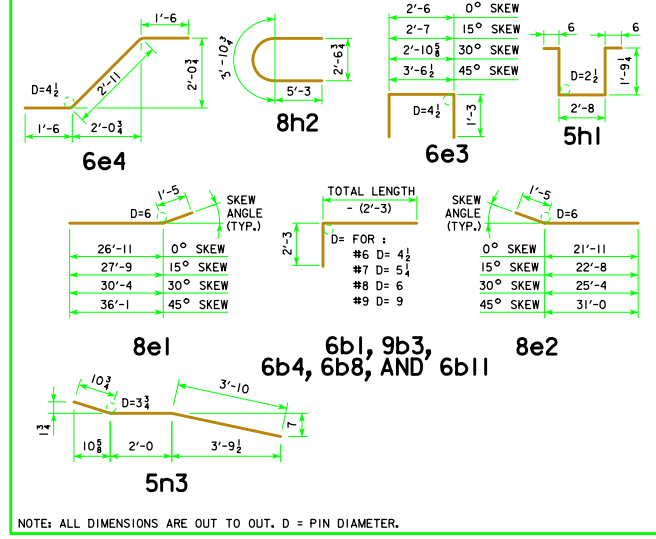 1'-6
D=4½
2'-11
2'-0¾
1'-6
2'-0¾
6e4
3'-10¾
2'-6¾
5'-3
8h2
2'-6 0° SKEW
2'-7 15° SKEW
2'-10⅝ 30° SKEW
3'-6½ 45° SKEW
D=4½
1'-3
6e3
6 6
D=2½
1'-9¼
2'-8
5h1
1'-5
D=6
SKEW
ANGLE
(TYP.)
26'-11 0° SKEW
27'-9 15° SKEW
30'-4 30° SKEW
36'-1 45° SKEW
8e1
TOTAL LENGTH
- (2'-3)
2'-3
D= FOR :
#6 D= 4½
#7 D= 5¼
#8 D= 6
#9 D= 9
6b1, 9b3,
6b4, 6b8, AND 6b11
1'-5
SKEW
ANGLE
(TYP.)
D=6
0° SKEW 21'-11
15° SKEW 22'-8
30° SKEW 25'-4
45° SKEW 31'-0
8e2
10¾
D=3¾
3'-10
1¾
7
10⅝ 2'-0 3'-9½
5n3
NOTE: ALL DIMENSIONS ARE OUT TO OUT. D = PIN DIAMETER.